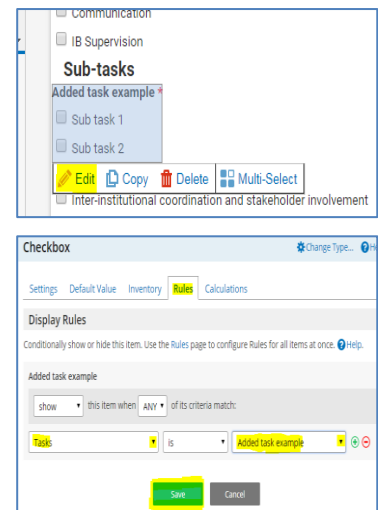 Communication
IB Supervision
Sub-tasks
Added task example *
Sub task 1
Sub task 2
Edit Copy Delete Multi-Select
Inter-institutional coordination and stakeholder involvement
Checkbox Change Type...
Settings Default Value Inventory Rules Calculations
Display Rules
Conditionally show or hide this item. Use the Rules page to configure Rules for all items at once. Help.
Added task example
show this item when ANY of its criteria match:
Tasks is Added task example
Save Cancel